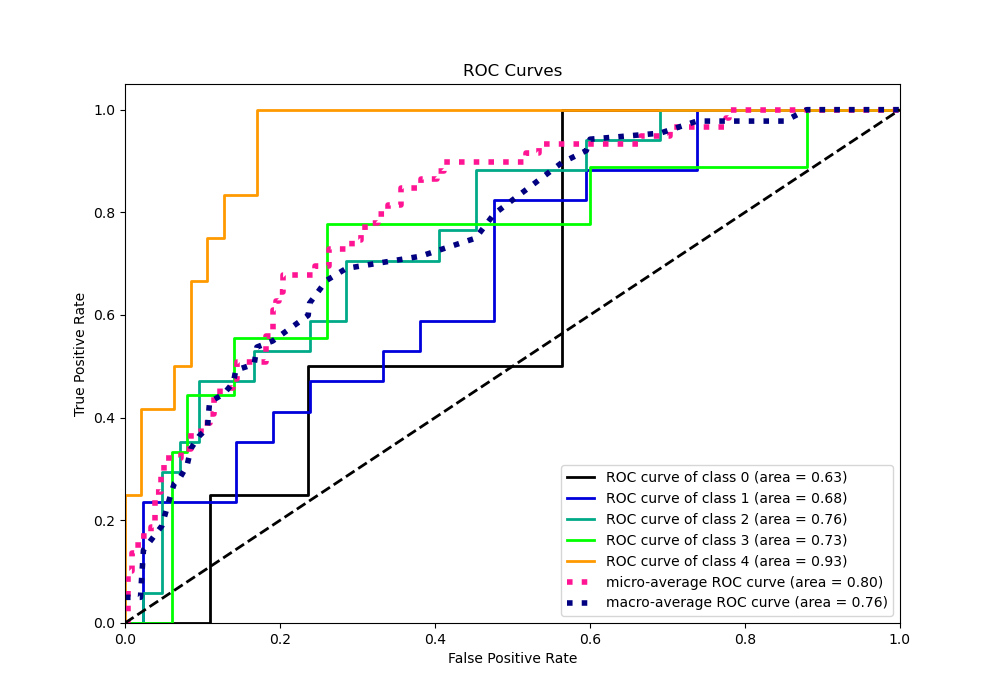 ROC Curves
True Positive Rate
1.0
0.8
0.6
0.4
0.2
0.0
0.0 0.2 0.4 0.6 0.8 1.0
False Positive Rate
ROC curve of class 0 (area = 0.63)
ROC curve of class 1 (area = 0.68)
ROC curve of class 2 (area = 0.76)
ROC curve of class 3 (area = 0.73)
ROC curve of class 4 (area = 0.93)
micro-average ROC curve (area = 0.80)
macro-average ROC curve (area = 0.76)